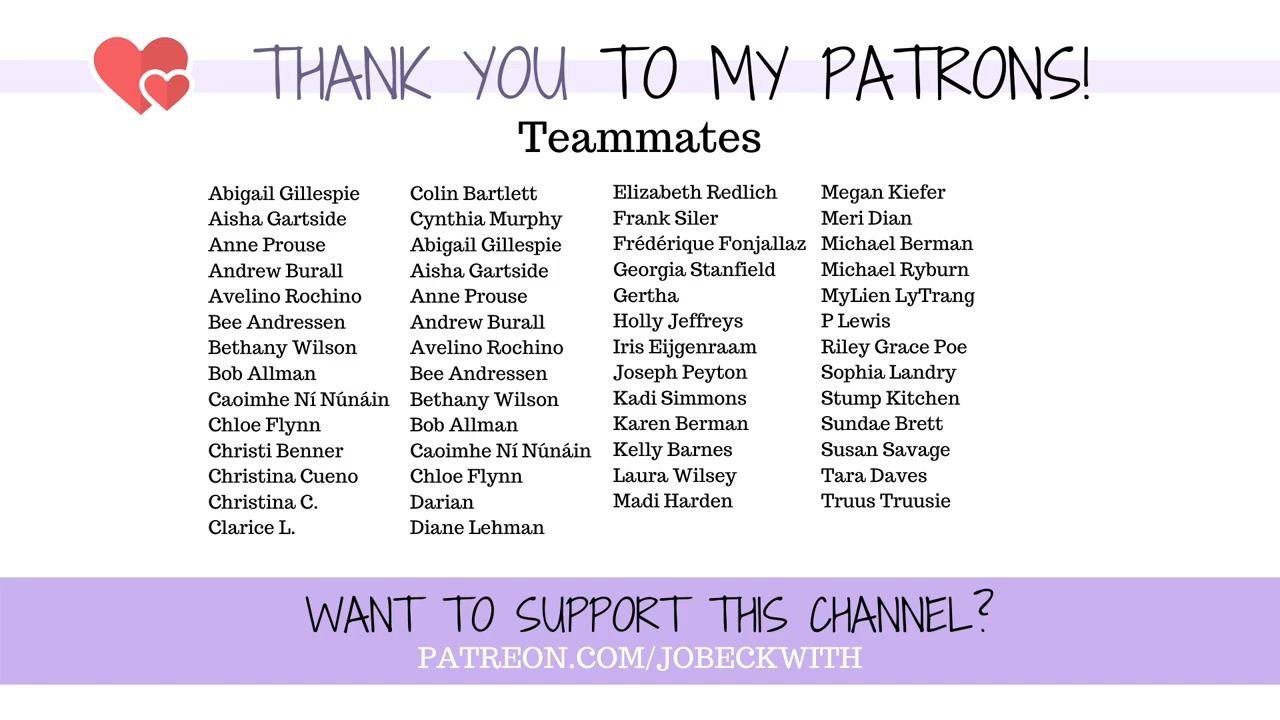 THANK YOU TO MY PATRONS!
Teammates
Abigail Gillespie
Aisha Gartside
Anne Prouse
Andrew Burall
Avelino Rochino
Bee Andressen
Bethany Wilson
Bob Allman
Caoimhe Ní Núnáin
Chloe Flynn
Christi Benner
Christina Cueno
Christina C.
Clarice L.
Colin Bartlett
Cynthia Murphy
Abigail Gillespie
Aisha Gartside
Anne Prouse
Andrew Burall
Avelino Rochino
Bee Andressen
Bethany Wilson
Bob Allman
Caoimhe Ní Núnáin
Chloe Flynn
Darian
Diane Lehman
Elizabeth Redlich
Frank Siler
Frédérique Fonjallaz
Georgia Stanfield
Gertha
Holly Jeffreys
Iris Eijgenraam
Joseph Peyton
Kadi Simmons
Karen Berman
Kelly Barnes
Laura Wilsey
Madi Harden
Megan Kiefer
Meri Dian
Michael Berman
Michael Ryburn
MyLien LyTrang
P Lewis
Riley Grace Poe
Sophia Landry
Stump Kitchen
Sundae Brett
Susan Savage
Tara Daves
Truus Truusie
WANT TO SUPPORT THIS CHANNEL?
PATREON.COM/JOBECKWITH